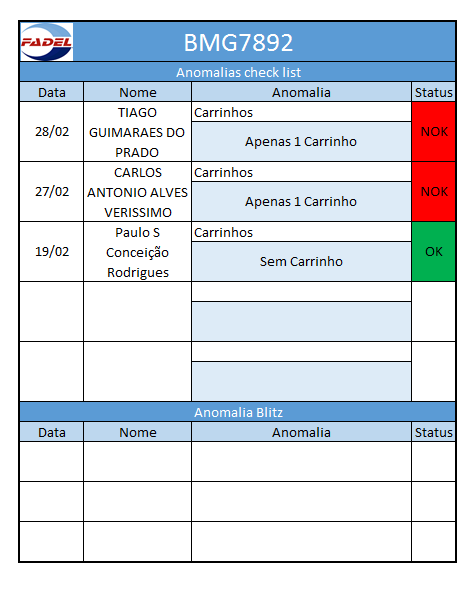 FADEL
BMG7892
Anomalias check list
Data Nome Anomalia Status
28/02
TIAGO
GUIMARAES DO
PRADO
Carrinhos
Apenas 1 Carrinho
NOK
27/02
CARLOS
ANTONIO ALVES
VERISSIMO
Carrinhos
Apenas 1 Carrinho
NOK
19/02
Paulo S
Conceição
Rodrigues
Carrinhos
Sem Carrinho
OK
Anomalia Blitz
Data Nome Anomalia Status